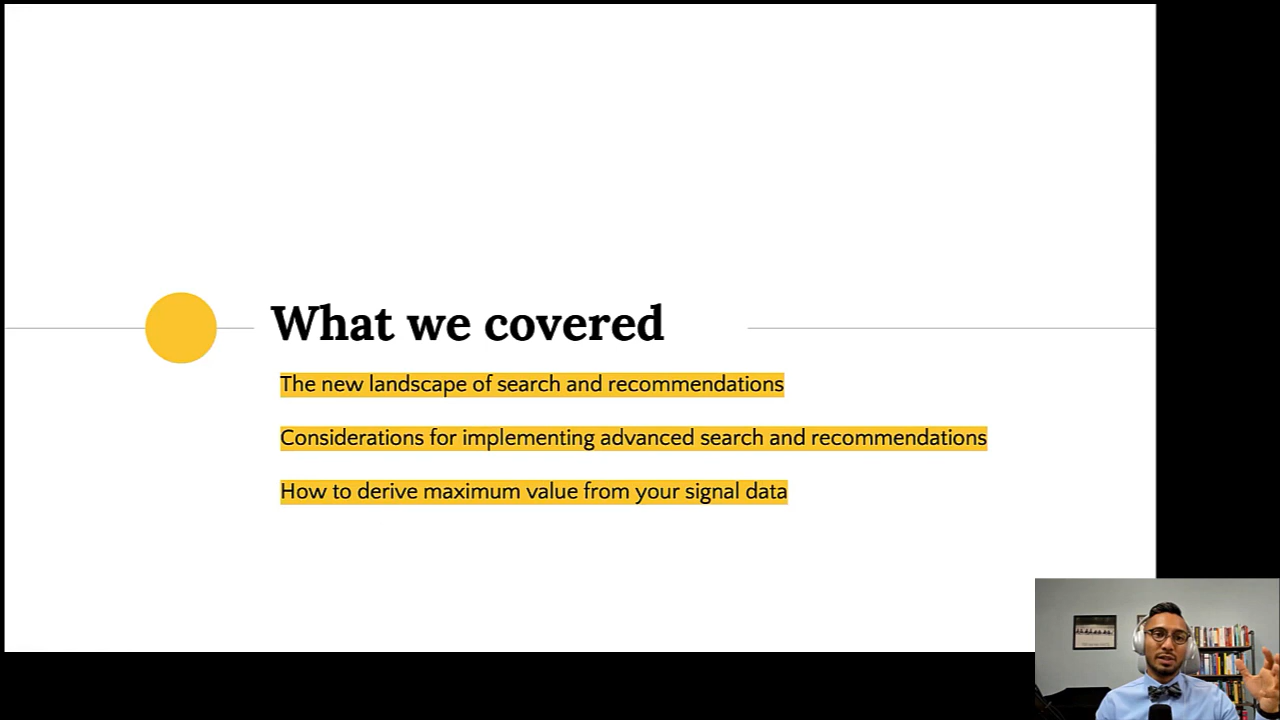 What we covered
The new landscape of search and recommendations
Considerations for implementing advanced search and recommendations
How to derive maximum value from your signal data